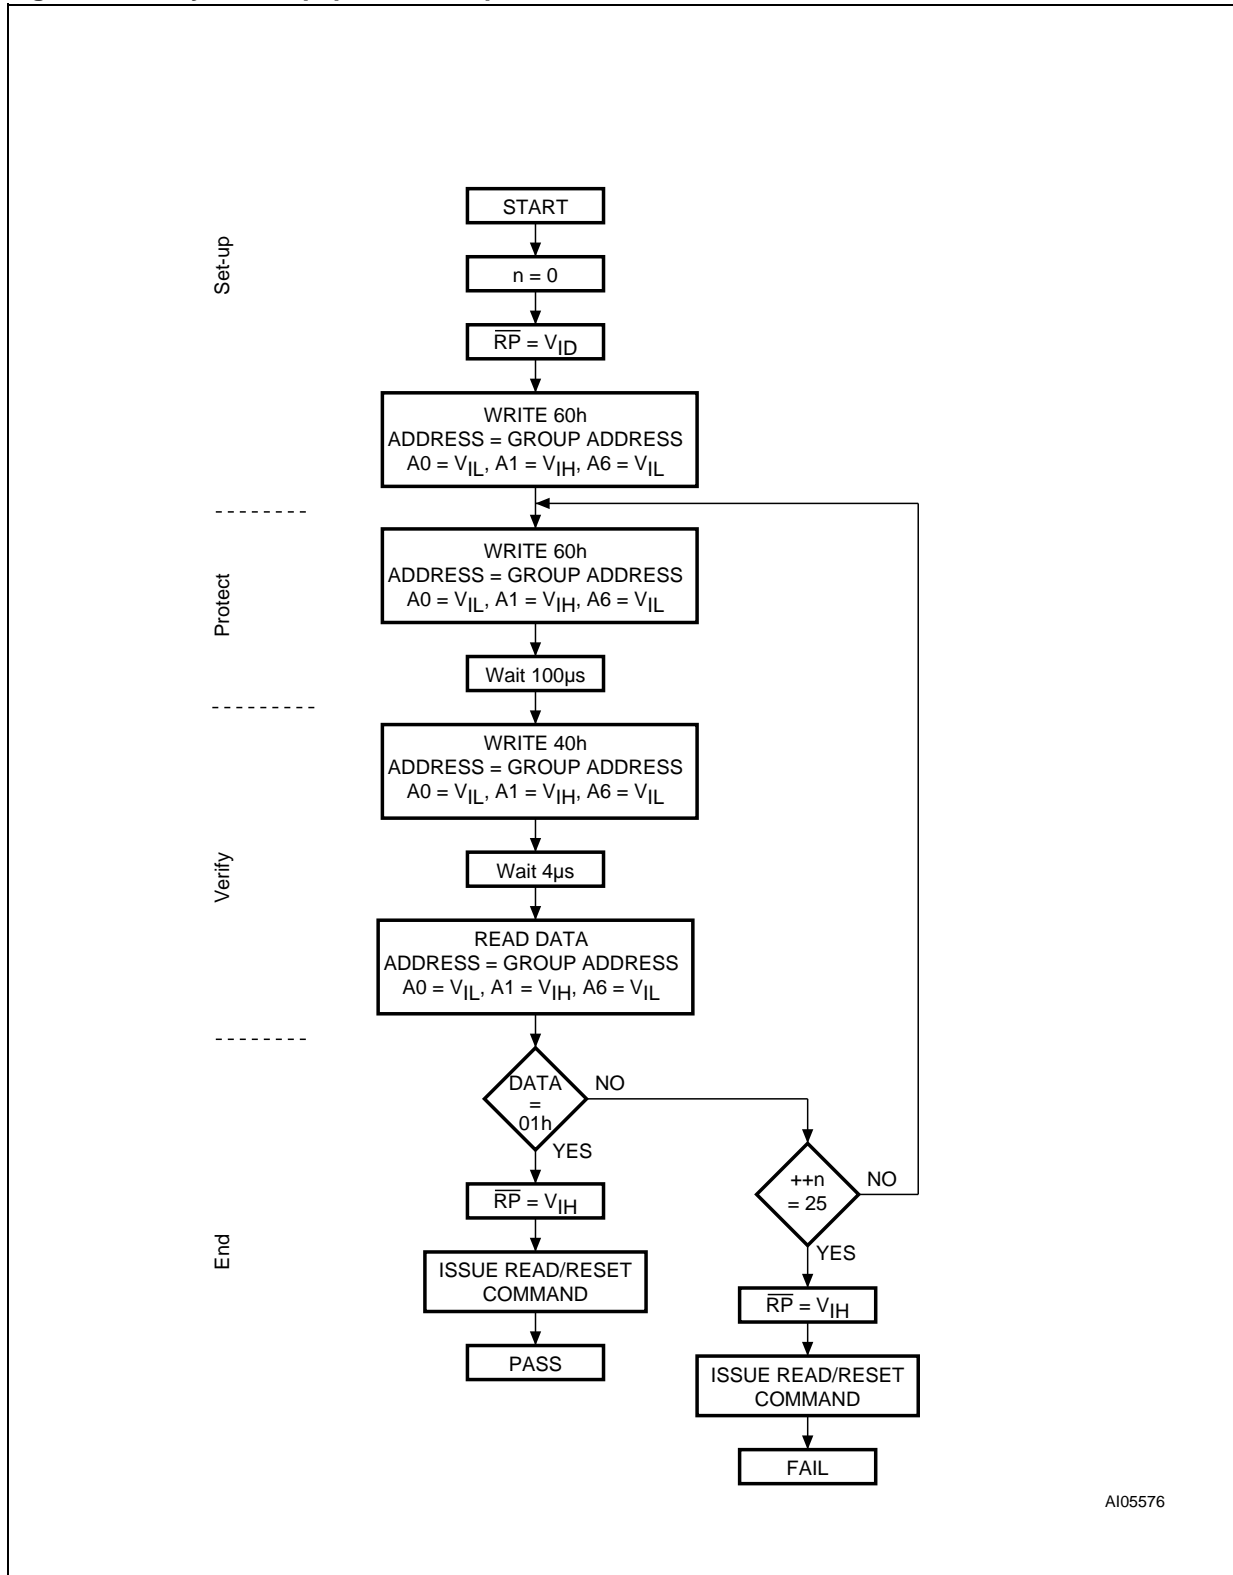 Set-up
START
n = 0
R̅P̅ = VID
WRITE 60h
ADDRESS = GROUP ADDRESS
A0 = VIL, A1 = VIH, A6 = VIL
Protect
WRITE 60h
ADDRESS = GROUP ADDRESS
A0 = VIL, A1 = VIH, A6 = VIL
Wait 100µs
Verify
WRITE 40h
ADDRESS = GROUP ADDRESS
A0 = VIL, A1 = VIH, A6 = VIL
Wait 4µs
READ DATA
ADDRESS = GROUP ADDRESS
A0 = VIL, A1 = VIH, A6 = VIL
End
DATA
=
01h
NO
YES
R̅P̅ = VIH
ISSUE READ/RESET
COMMAND
PASS
++n
= 25
NO
YES
R̅P̅ = VIH
ISSUE READ/RESET
COMMAND
FAIL
AI05576